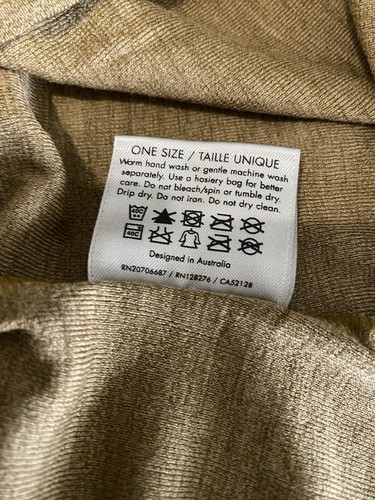 ONE SIZE / TAILLE UNIQUE
Warm hand wash or gentle machine wash
separately. Use a hosiery bag for better
care. Do not bleach/spin or tumble dry.
Drip dry. Do not iron. Do not dry clean.
40C
Designed in Australia
RN20706687 / RN128276 / CA52128